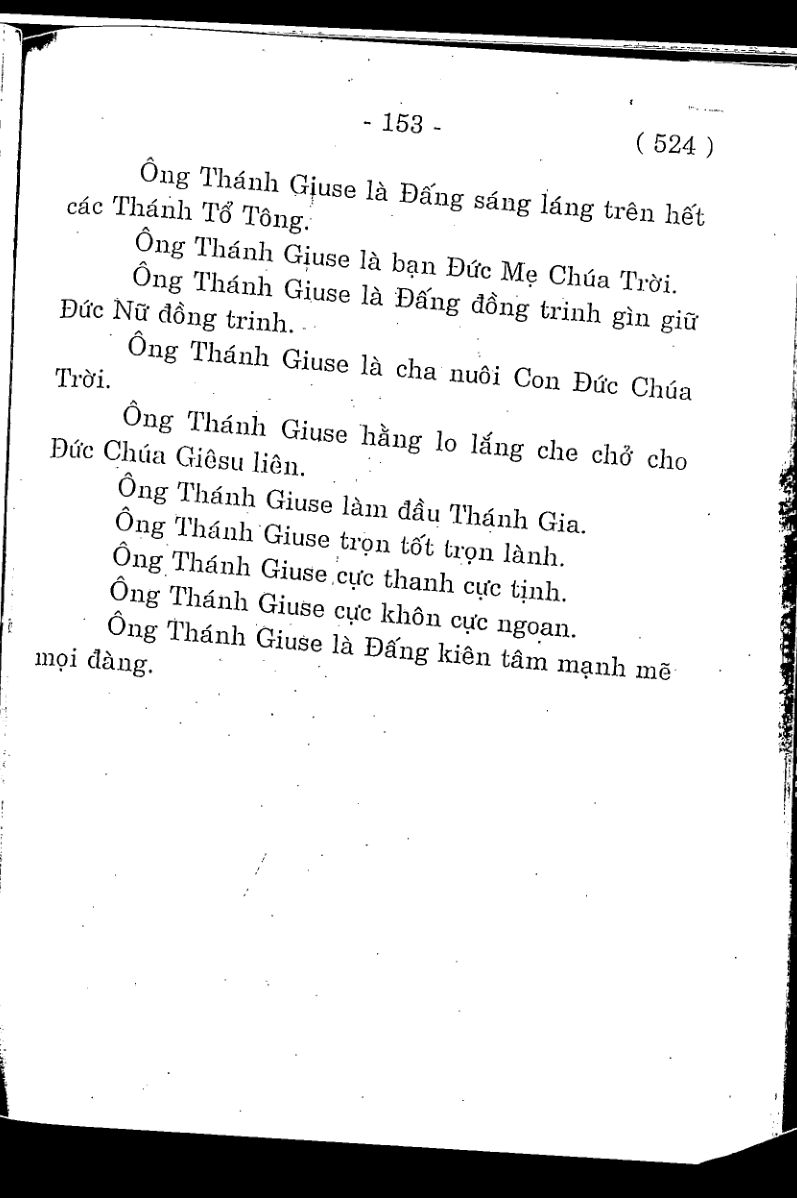 - 153 -
( 524 )
Ông Thánh Giuse là Đấng sáng láng trên hết
các Thánh Tổ Tông.
Ông Thánh Giuse là bạn Đức Mẹ Chúa Trời.
Ông Thánh Giuse là Đấng đồng trinh gìn giữ
Đức Nữ đồng trinh.
Ông Thánh Giuse là cha nuôi Con Đức Chúa
Trời.
Ông Thánh Giuse hằng lo lắng che chở cho
Đức Chúa Giêsu liên.
Ông Thánh Giuse làm đầu Thánh Gia.
Ông Thánh Giuse trọn tốt trọn lành.
Ông Thánh Giuse cực thanh cực tịnh.
Ông Thánh Giuse cực khôn cực ngoan.
Ông Thánh Giuse là Đấng kiên tâm mạnh mẽ
mọi đàng.